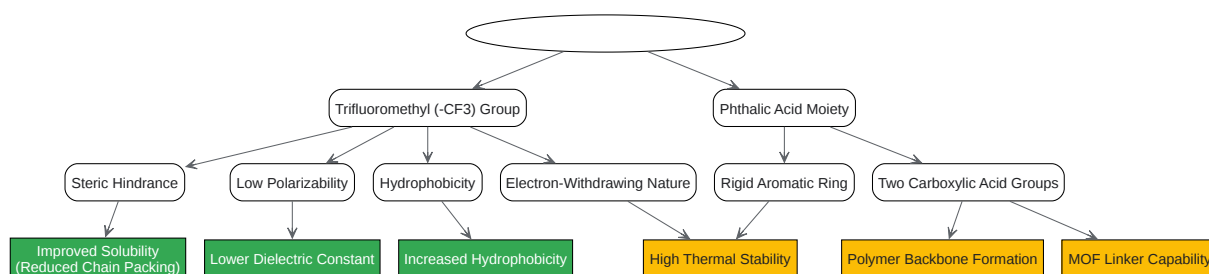 Trifluoromethyl (-CF3) Group
Phthalic Acid Moiety
Steric Hindrance
Low Polarizability
Hydrophobicity
Electron-Withdrawing Nature
Rigid Aromatic Ring
Two Carboxylic Acid Groups
Improved Solubility
(Reduced Chain Packing)
Lower Dielectric Constant
Increased Hydrophobicity
High Thermal Stability
Polymer Backbone Formation
MOF Linker Capability